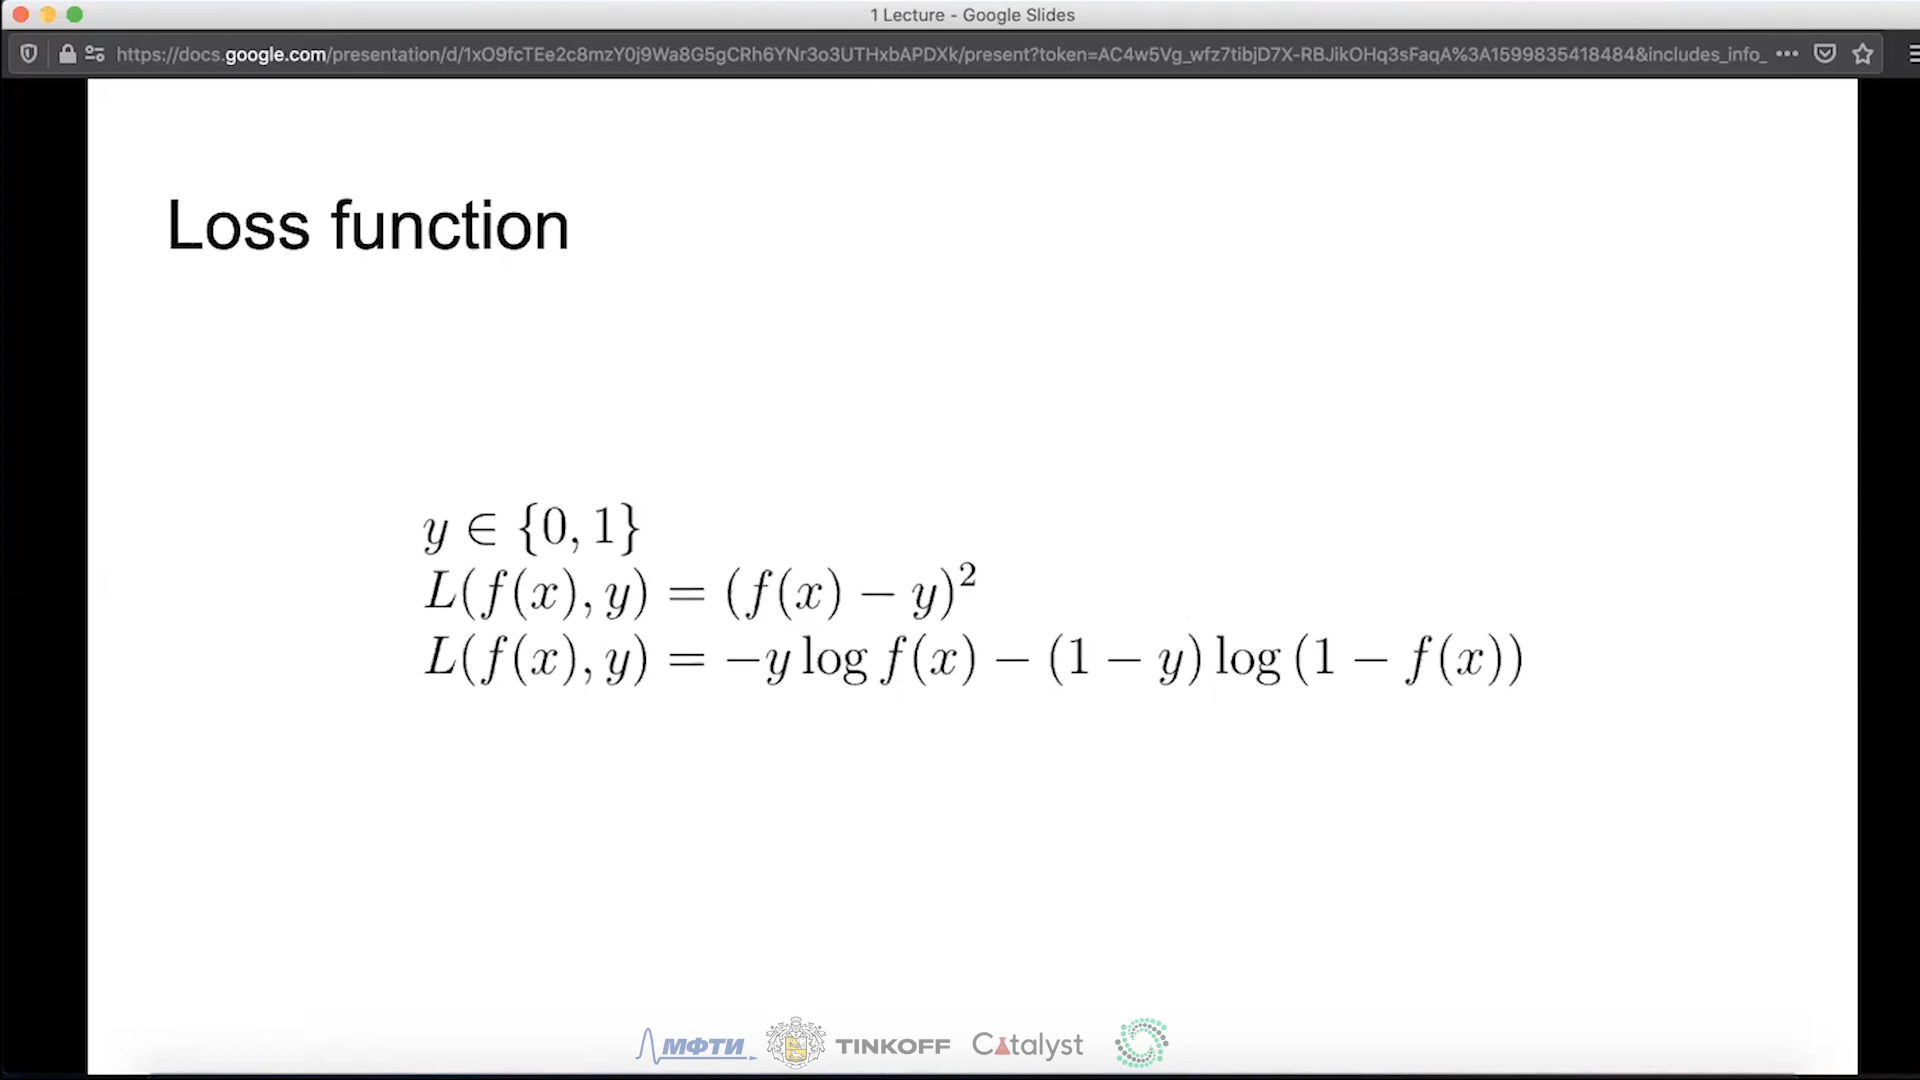 1 Lecture - Google Slides
https://docs.google.com/presentation/d/1xO9fcTEe2c8mzY0j9Wa8G5gCRh6YNr3o3UTHxbAPDXk/present?token=AC4w5Vg_wfz7tibjD7X-RBJikOHq3sFaqA%3A1599835418484&includes_info_
Loss function
y ∈ {0, 1}
L(f(x), y) = (f(x) − y)²
L(f(x), y) = −y log f(x) − (1 − y) log (1 − f(x))
МФТИ TINKOFF Catalyst